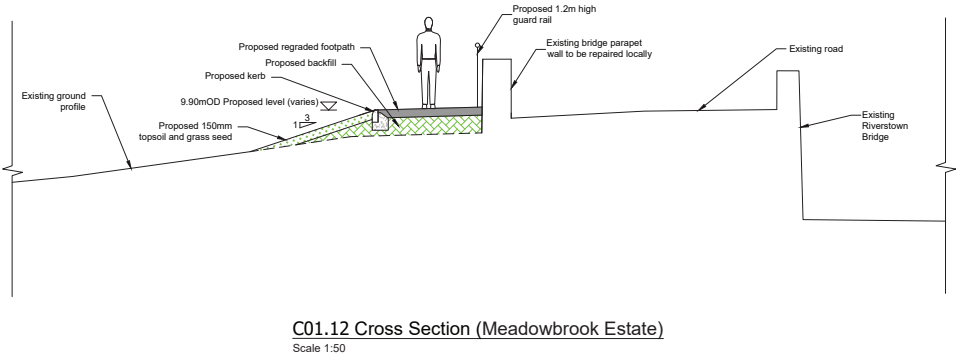 Proposed 1.2m high
guard rail
Proposed regraded footpath
Existing bridge parapet
wall to be repaired locally
Existing road
Proposed backfill
Proposed kerb
Existing ground
profile
9.90mOD Proposed level (varies)
3
1
Proposed 150mm
topsoil and grass seed
Existing
Riverstown
Bridge
C01.12 Cross Section (Meadowbrook Estate)
Scale 1:50